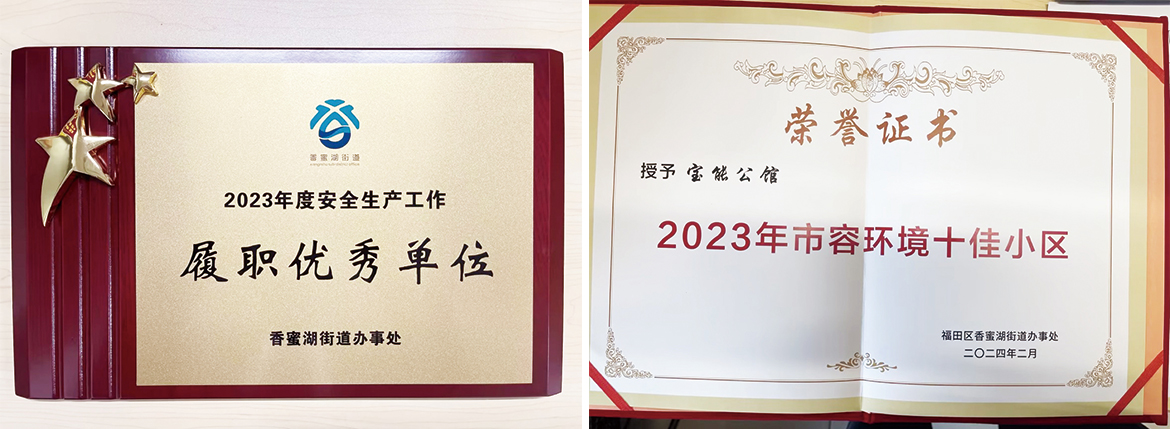 香蜜湖街道
2023年度安全生产工作
履职优秀单位
香蜜湖街道办事处
荣誉证书
授予 宝能公馆
2023年市容环境十佳小区
福田区香蜜湖街道办事处
二〇二四年二月